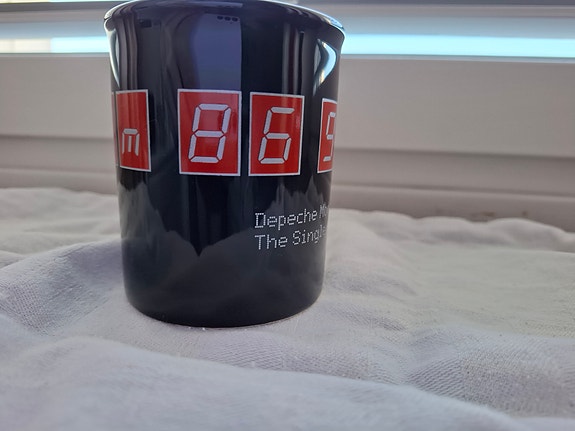 m 86
Depeche
The